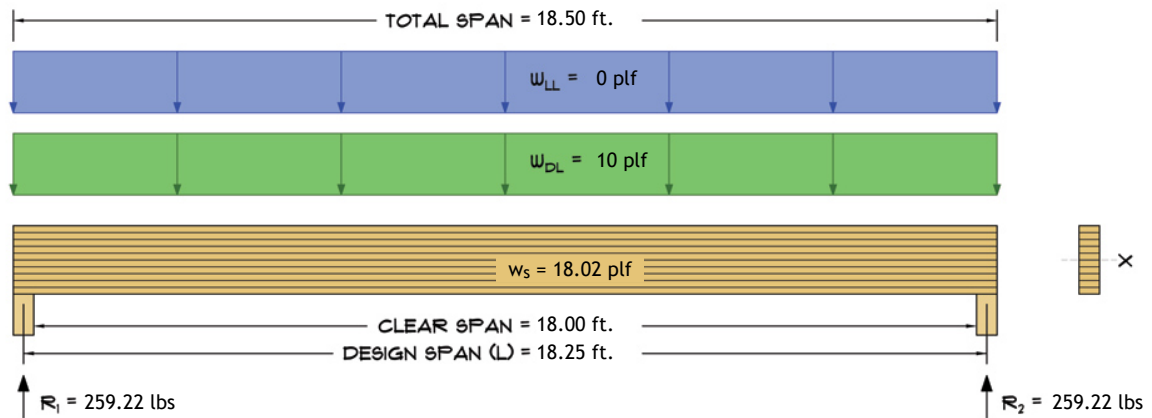 TOTAL SPAN = 18.50 ft.
WLL = 0 plf
WDL = 10 plf
ws = 18.02 plf
X
CLEAR SPAN = 18.00 ft.
DESIGN SPAN (L) = 18.25 ft.
R1 = 259.22 lbs
R2 = 259.22 lbs